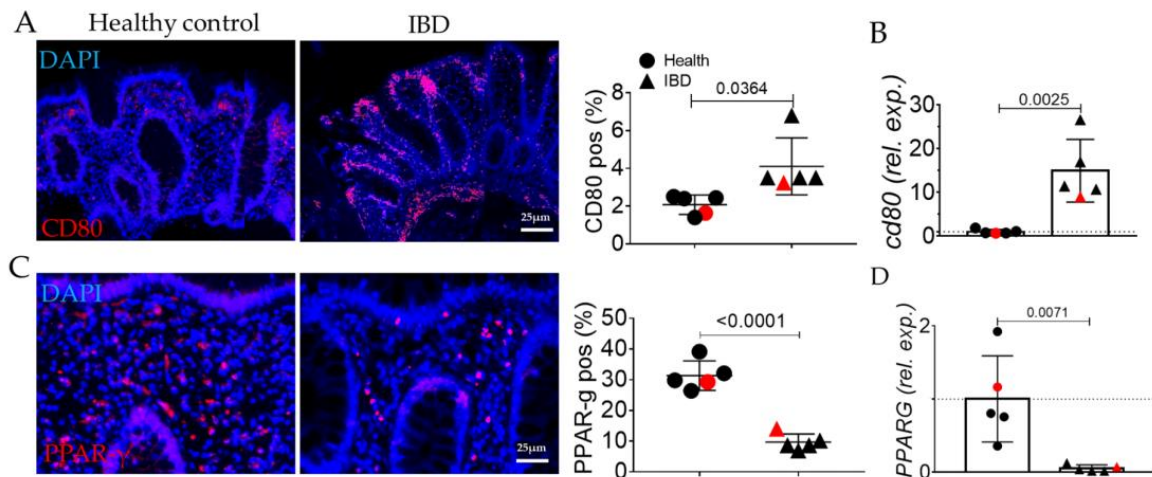 A
Healthy control
IBD
DAPI
CD80
25μm
Health
IBD
0.0364
CD80 pos (%)
8
6
4
2
0
B
0.0025
cd80 (rel. exp.)
30
20
10
0
C
DAPI
PPAR-γ
25μm
<0.0001
PPAR-g pos (%)
50
40
30
20
10
0
D
0.0071
PPARG (rel. exp.)
2
1
0